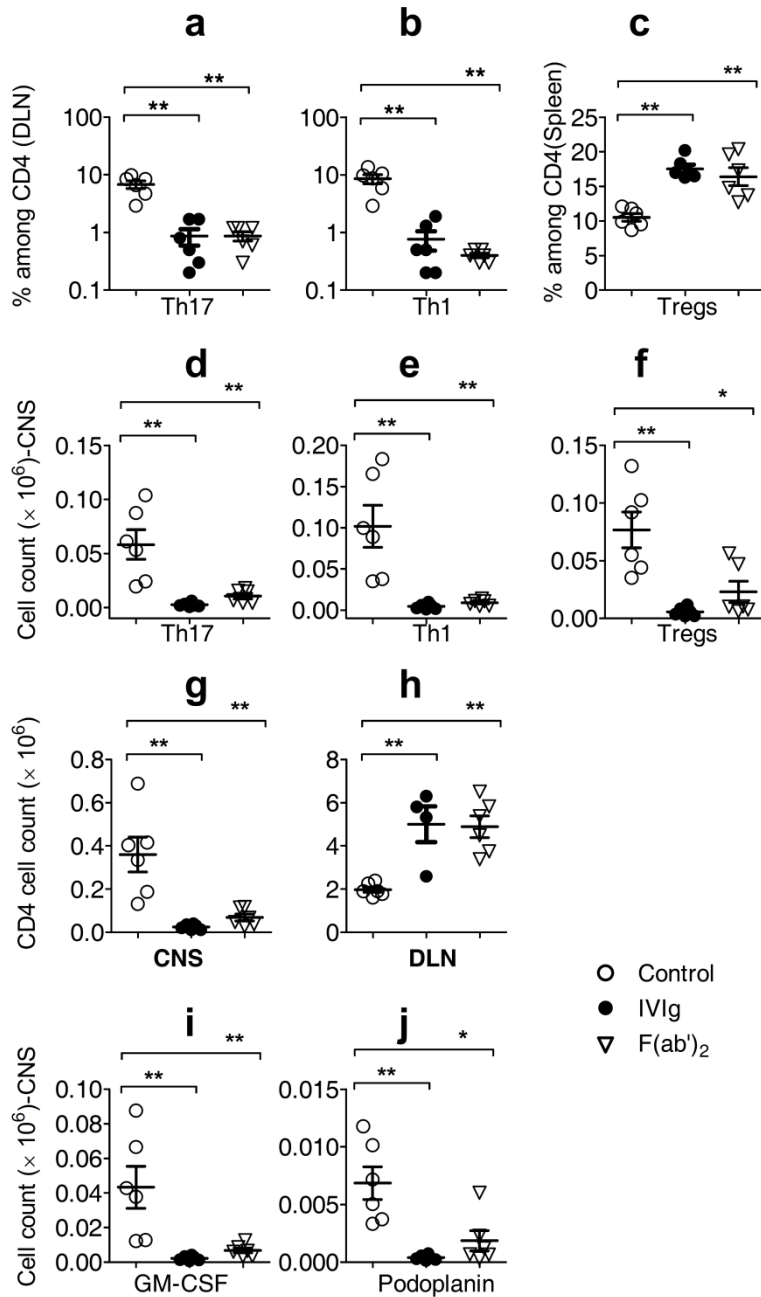 a b c
** ** **
** ** **
% among CD4 (DLN)
100
10
1
0.1
Th17
100
10
1
0.1
Th1
% among CD4(Spleen)
25
20
15
10
5
0
Tregs
d e f
** ** *
** ** **
Cell count (× 10⁶)-CNS
0.15
0.10
0.05
0.00
Th17
0.20
0.15
0.10
0.05
0.00
Th1
0.15
0.10
0.05
0.00
Tregs
g h
** **
** **
CD4 cell count (× 10⁶)
0.8
0.6
0.4
0.2
0.0
CNS
8
6
4
2
0
DLN
Control
IVIg
F(ab')₂
i j
** *
** **
Cell count (× 10⁶)-CNS
0.10
0.08
0.06
0.04
0.02
0.00
GM-CSF
0.015
0.010
0.005
0.000
Podoplanin